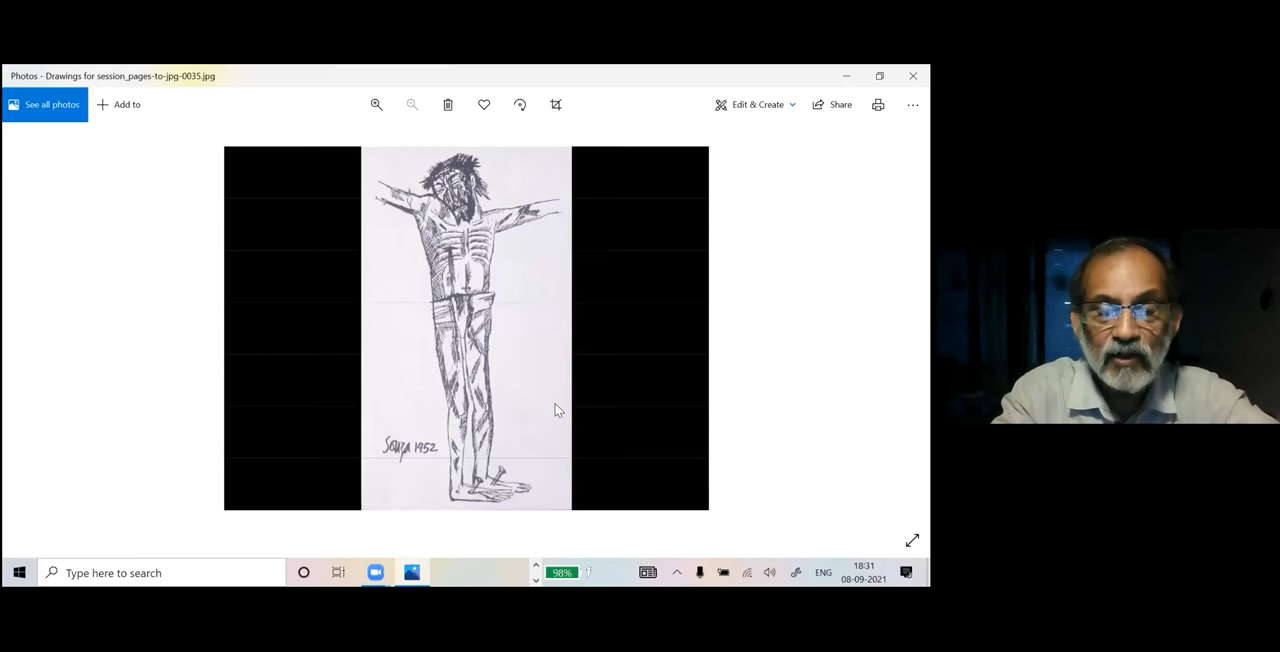 Photos - Drawings for session_pages-to-jpg-0035.jpg
See all photos
Add to
Edit & Create
Share
Souza 1952
Type here to search
98%
ENG
18:31
08-09-2021